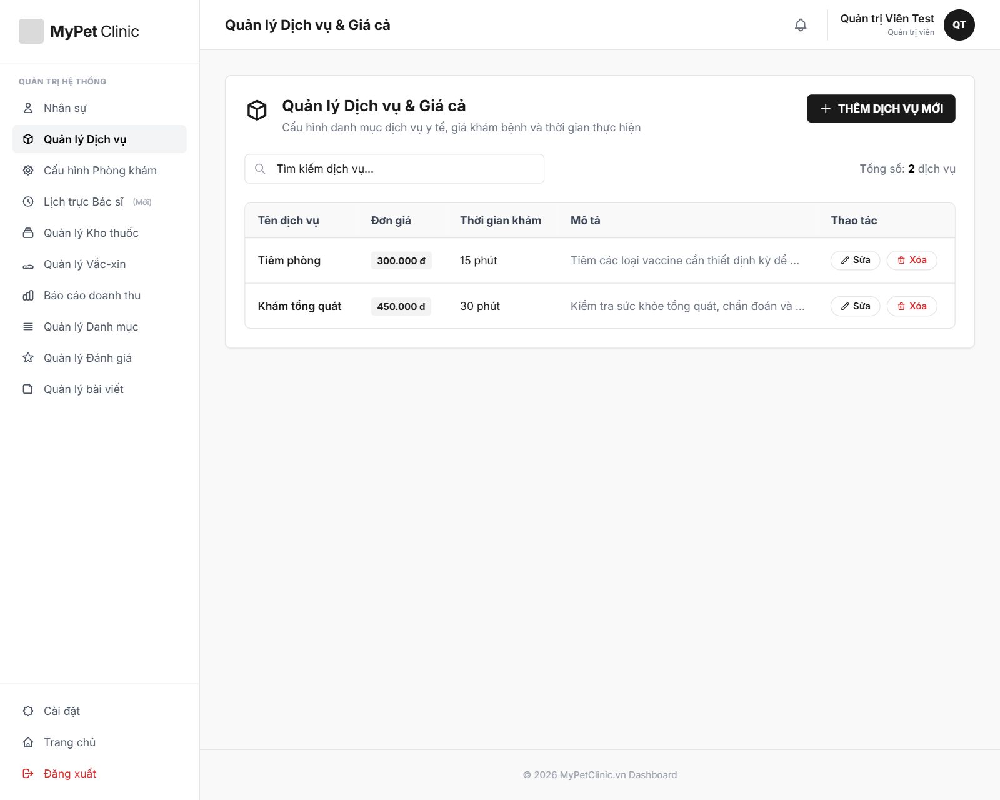 MyPet Clinic
QUẢN TRỊ HỆ THỐNG
Nhân sự
Quản lý Dịch vụ
Cấu hình Phòng khám
Lịch trực Bác sĩ (Mới)
Quản lý Kho thuốc
Quản lý Vắc-xin
Báo cáo doanh thu
Quản lý Danh mục
Quản lý Đánh giá
Quản lý bài viết
Cài đặt
Trang chủ
Đăng xuất
Quản lý Dịch vụ & Giá cả
Quản trị Viên Test
Quản trị viên
QT
Quản lý Dịch vụ & Giá cả
Cấu hình danh mục dịch vụ y tế, giá khám bệnh và thời gian thực hiện
THÊM DỊCH VỤ MỚI
Tìm kiếm dịch vụ...
Tổng số: 2 dịch vụ
Tên dịch vụ Đơn giá Thời gian khám Mô tả Thao tác
Tiêm phòng 300.000 đ 15 phút Tiêm các loại vaccine cần thiết định kỳ để ... Sửa Xóa
Khám tổng quát 450.000 đ 30 phút Kiểm tra sức khỏe tổng quát, chẩn đoán và ... Sửa Xóa
© 2026 MyPetClinic.vn Dashboard